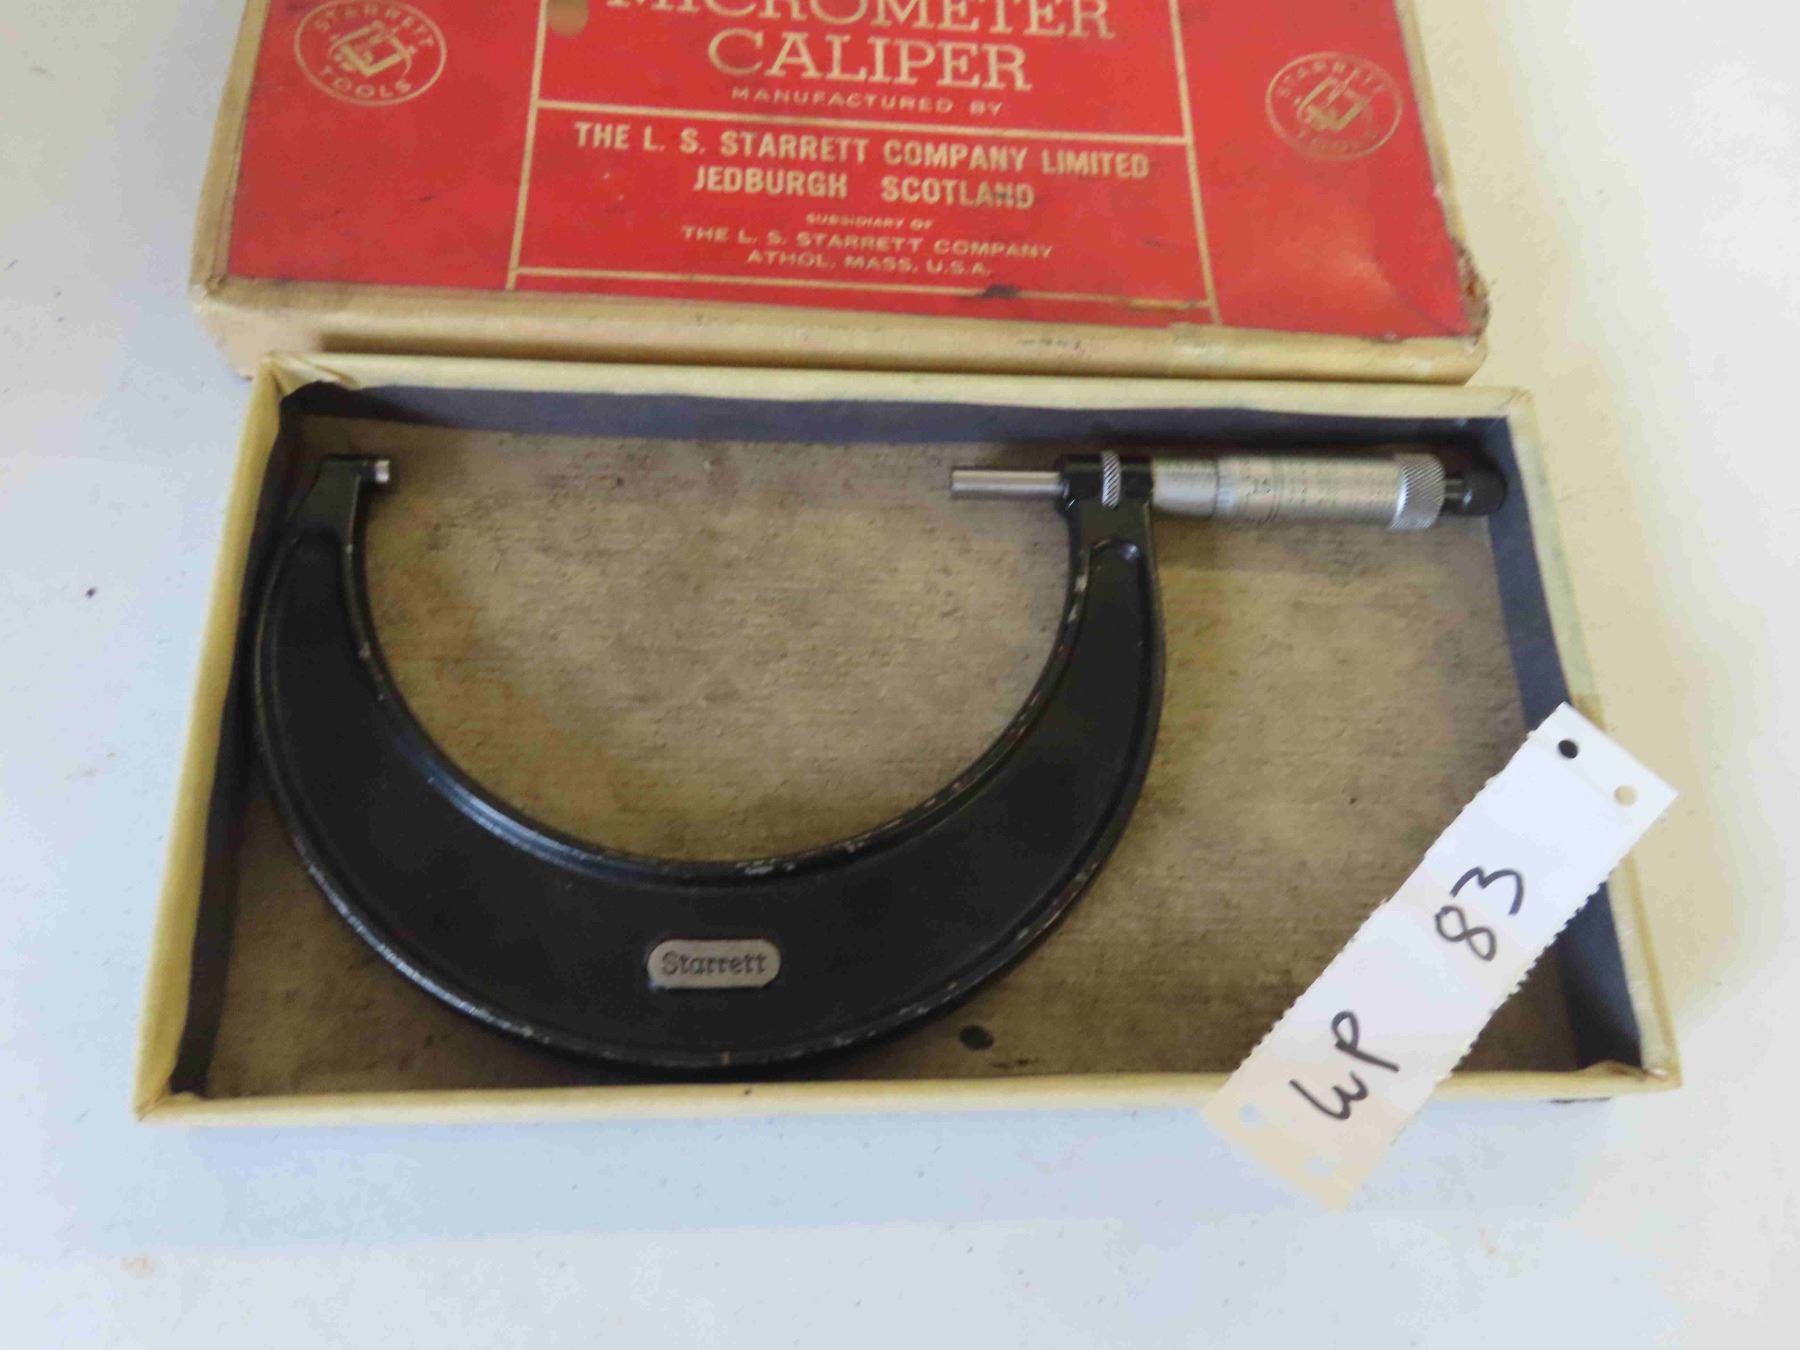 STARRETT TOOLS
MICROMETER
CALIPER
MANUFACTURED BY
THE L. S. STARRETT COMPANY LIMITED
JEDBURGH SCOTLAND
SUBSIDIARY OF
THE L. S. STARRETT COMPANY
ATHOL, MASS, U.S.A.
STARRETT TOOLS
Starrett
WP 83